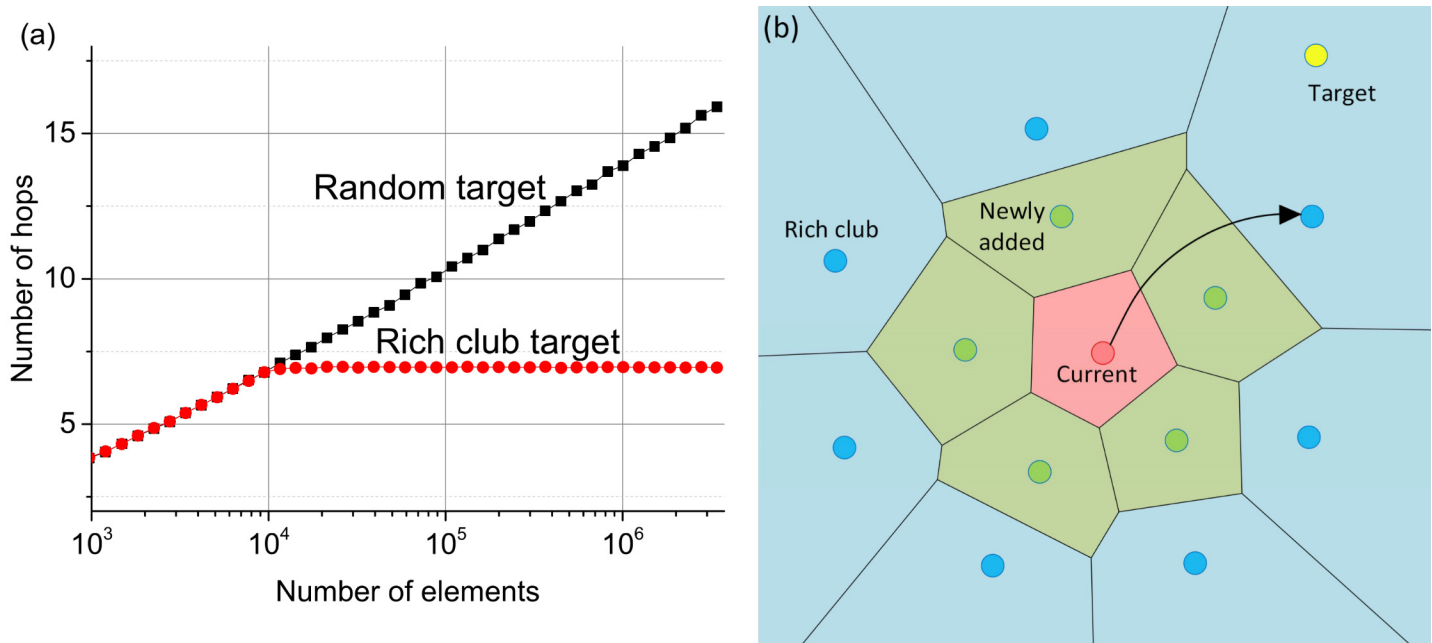 (a)
15
10
5
Number of hops
Random target
Rich club target
10³
10⁴
10⁵
10⁶
Number of elements
(b)
Target
Newly
added
Rich club
Current